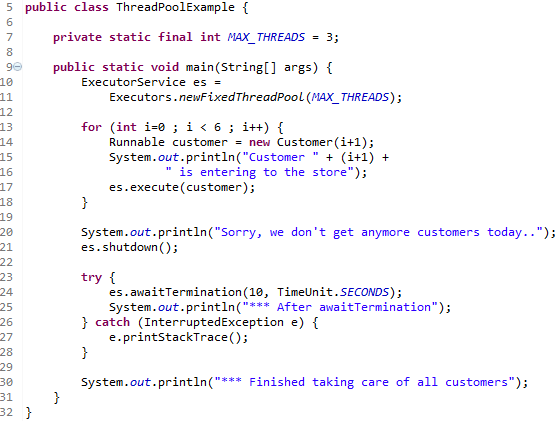 5 public class ThreadPoolExample {
6
7     private static final int MAX_THREADS = 3;
8
9     public static void main(String[] args) {
10         ExecutorService es =
11             Executors.newFixedThreadPool(MAX_THREADS);
12
13         for (int i=0 ; i < 6 ; i++) {
14             Runnable customer = new Customer(i+1);
15             System.out.println("Customer " + (i+1) +
16                     " is entering to the store");
17             es.execute(customer);
18         }
19
20         System.out.println("Sorry, we don't get anymore customers today..");
21         es.shutdown();
22
23         try {
24             es.awaitTermination(10, TimeUnit.SECONDS);
25             System.out.println("*** After awaitTermination");
26         } catch (InterruptedException e) {
27             e.printStackTrace();
28         }
29
30         System.out.println("*** Finished taking care of all customers");
31     }
32 }